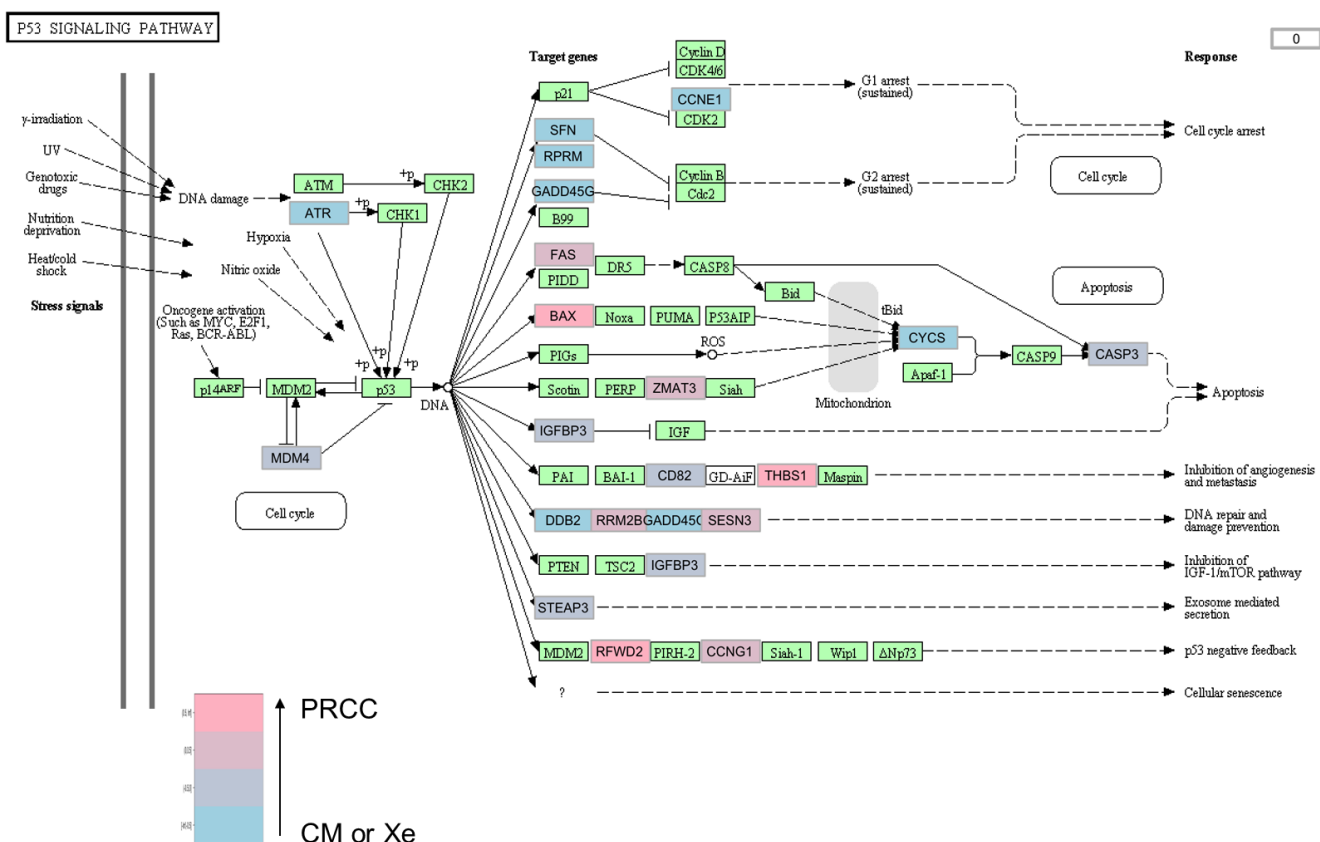 P53 SIGNALING PATHWAY
0
Target genes
Response
Cyclin D
CDK4/6
p21
G1 arrest
(sustained)
CCNE1
CDK2
γ-irradiation
SFN
Cell cycle arrest
UV
RPRM
Genotoxic
drugs
DNA damage
ATM
+p
CHK2
Cyclin B
Cdc2
G2 arrest
(sustained)
Cell cycle
GADD45G
ATR
+p
CHK1
B99
Nutrition
deprivation
Hypoxia
FAS
PIDD
DR5
CASP8
Heat/cold
shock
Nitric oxide
Bid
Apoptosis
Stress signals
Oncogene activation
(Such as MYC, E2F1,
Ras, BCR-ABL)
BAX
Noxa
PUMA
P53AIP
tBid
CYCS
ROS
+p
+p
+p
PIGs
CASP9
CASP3
Apaf-1
p14ARF
MDM2
p53
DNA
Scotin
PERP
ZMAT3
Siah
Mitochondrion
Apoptosis
IGFBP3
IGF
MDM4
PAI
BAI-1
CD82
GD-AiF
THBS1
Maspin
Inhibition of angiogenesis
and metastasis
Cell cycle
DDB2
RRM2B
GADD45G
SESN3
DNA repair and
damage prevention
PTEN
TSC2
IGFBP3
Inhibition of
IGF-1/mTOR pathway
STEAP3
Exosome mediated
secretion
MDM2
RFWD2
PIRH-2
CCNG1
Siah-1
Wip1
ΔNp73
p53 negative feedback
?
Cellular senescence
PRCC
CM or Xe